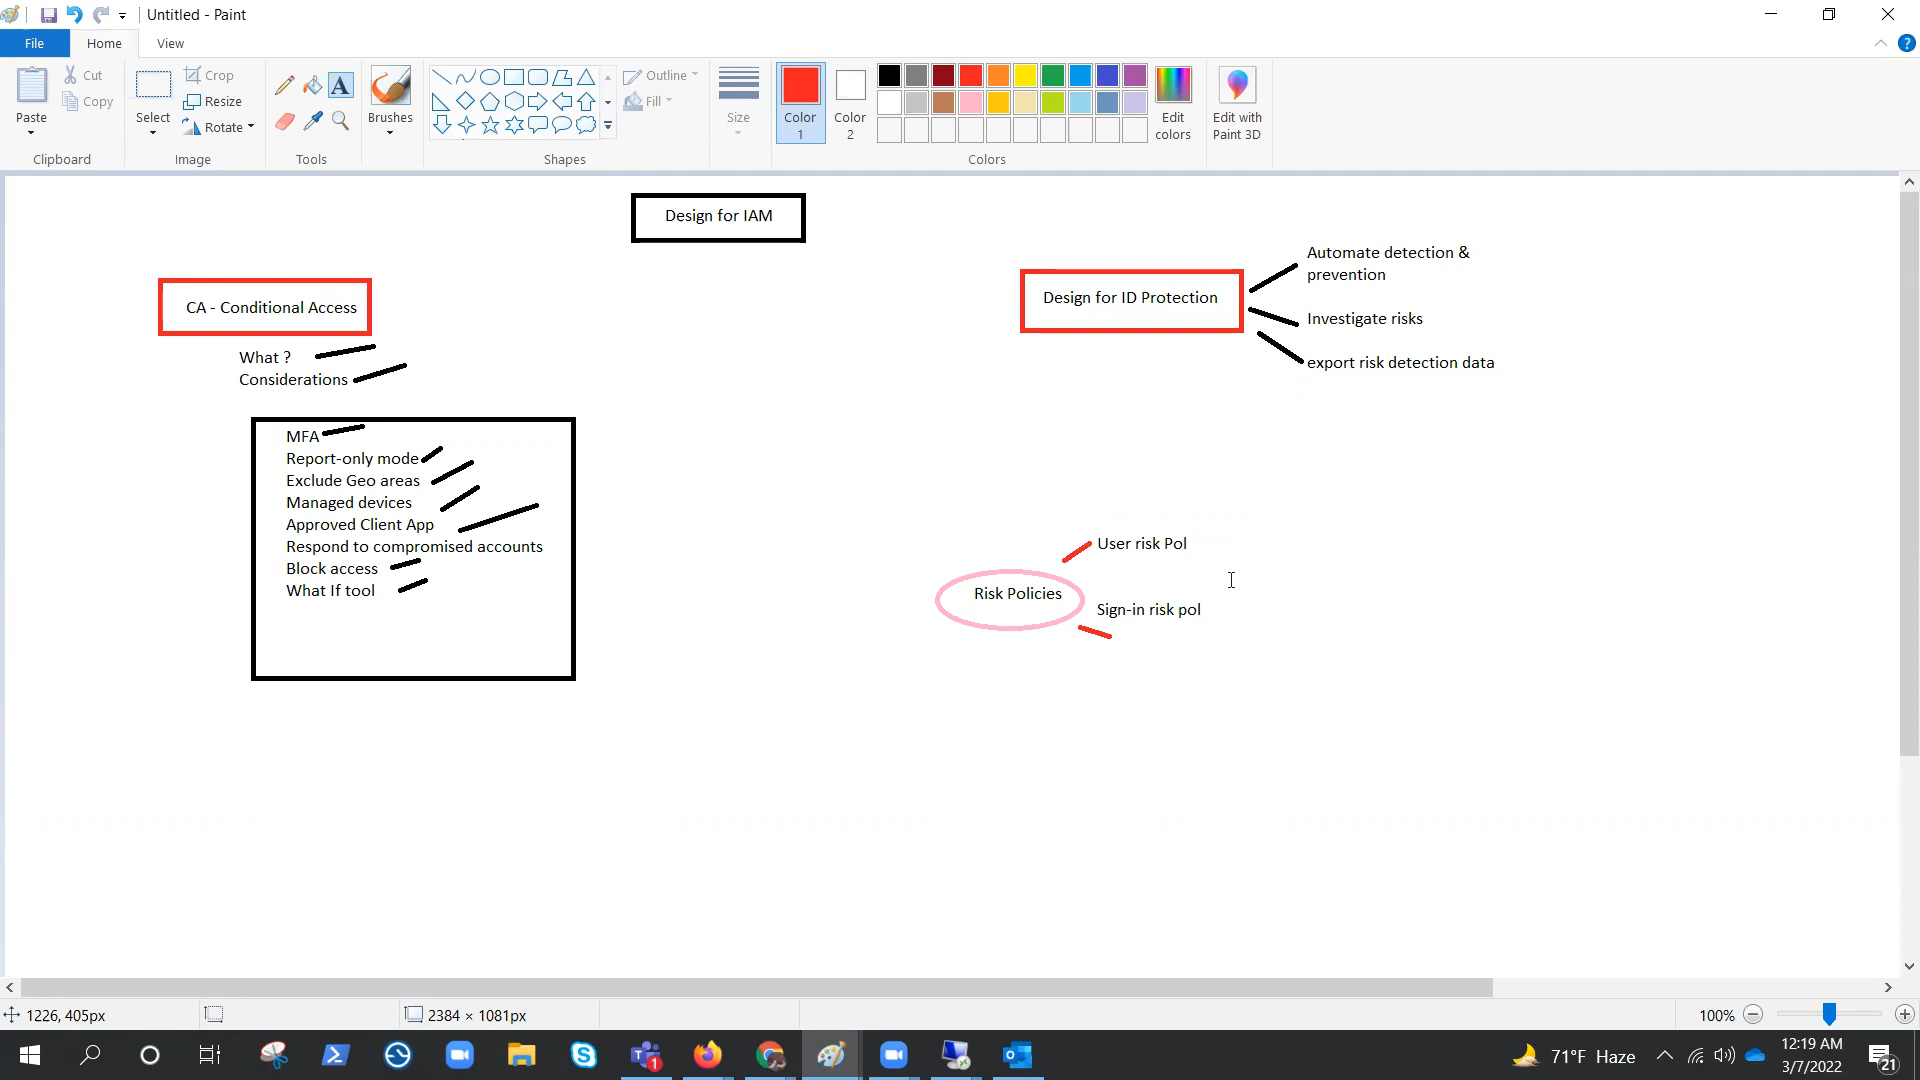 Untitled - Paint
File
Home
View
Paste
Cut
Copy
Clipboard
Select
Crop
Resize
Rotate
Image
A
Tools
Brushes
Shapes
Outline
Fill
Size
Color
1
Color
2
Colors
Edit
colors
Edit with
Paint 3D
?
Design for IAM
CA - Conditional Access
What ?
Considerations
MFA
Report-only mode
Exclude Geo areas
Managed devices
Approved Client App
Respond to compromised accounts
Block access
What If tool
Design for ID Protection
Automate detection &
prevention
Investigate risks
export risk detection data
Risk Policies
User risk Pol
Sign-in risk pol
1226, 405px
2384 × 1081px
100%
1
71°F Haze
12:19 AM
3/7/2022
21